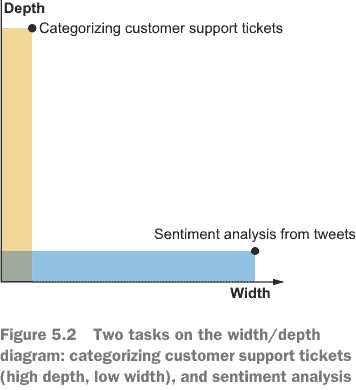 Depth
Categorizing customer support tickets
Sentiment analysis from tweets
Width
Figure 5.2 Two tasks on the width/depth
diagram: categorizing customer support tickets
(high depth, low width), and sentiment analysis